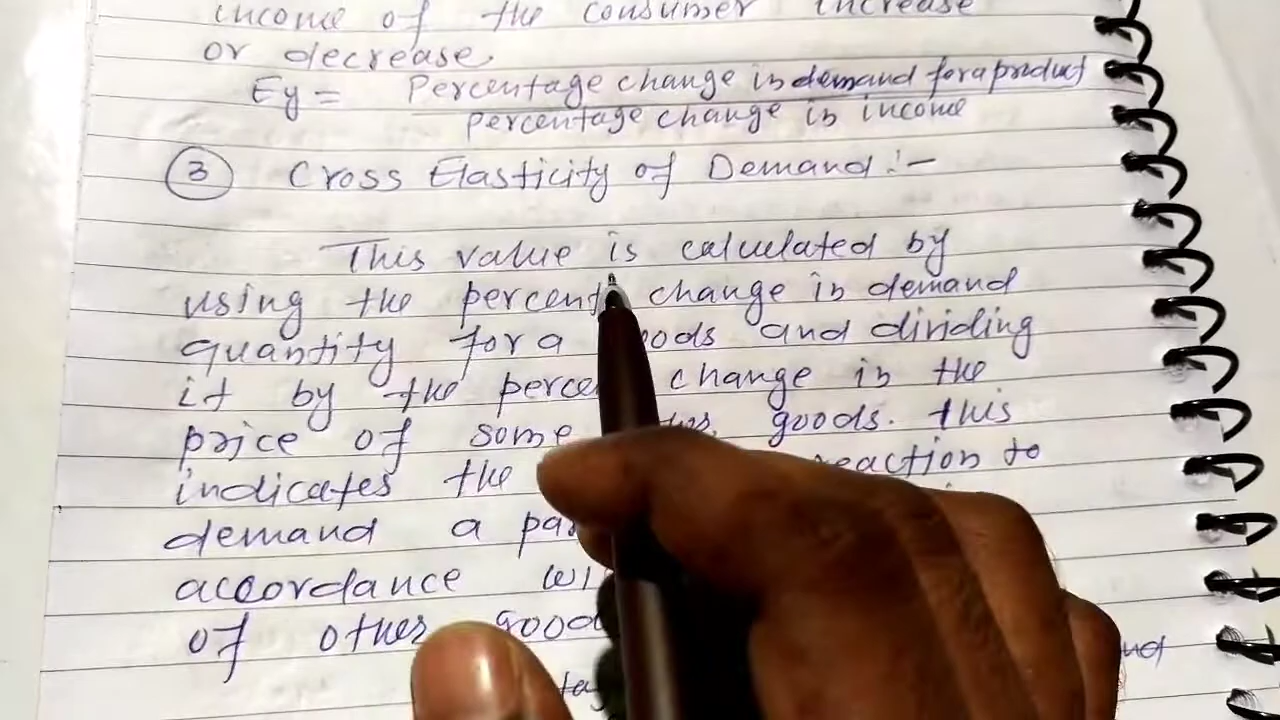 income of the consumer increase
or decrease.
Ey = Percentage change in demand for a product
percentage change in income
3 Cross Elasticity of Demand :-
This value is calculated by
using the percent change in demand
quantity for a goods and dividing
it by the change in the
price of some goods. this
indicates the reaction to
demand a
accordance
of other